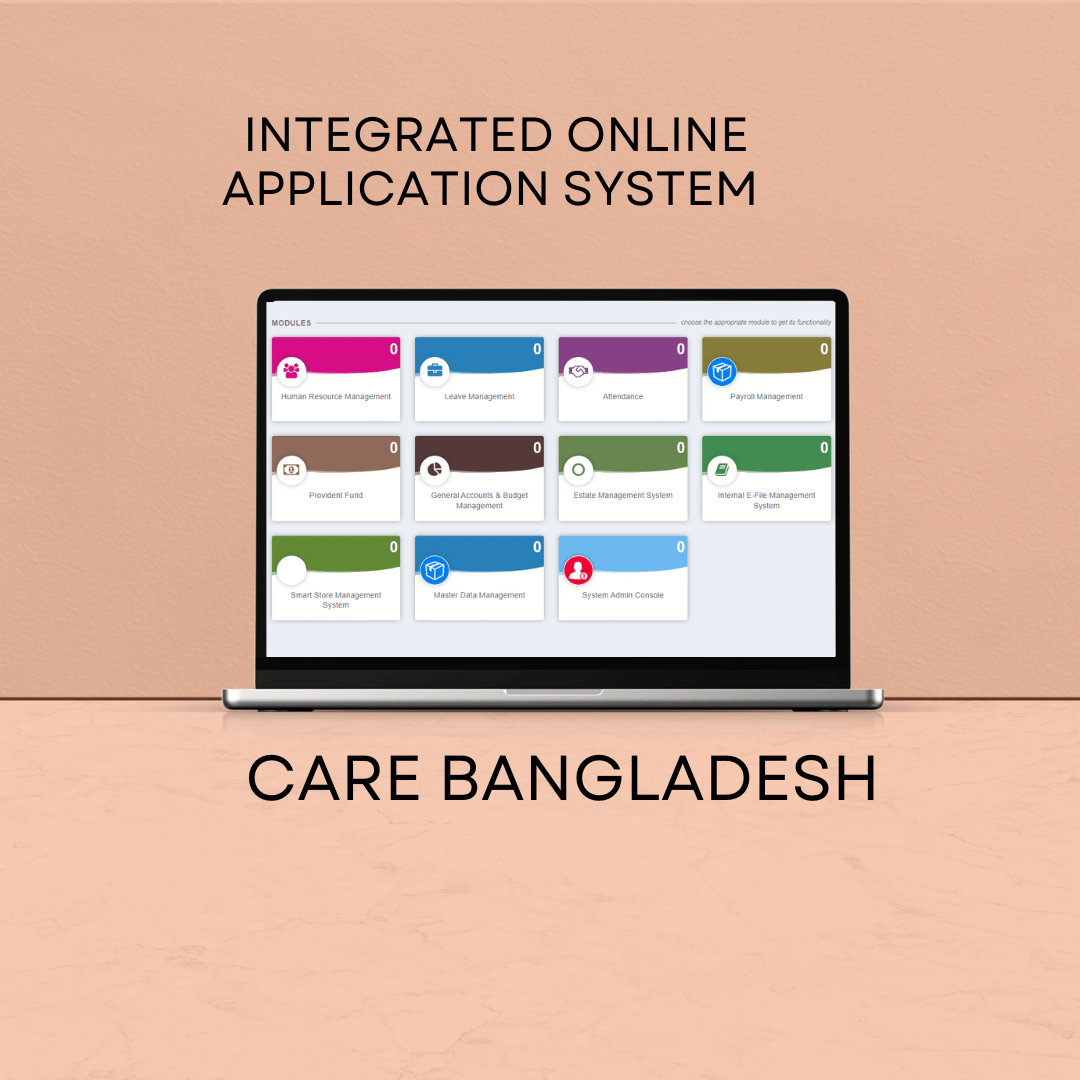 INTEGRATED ONLINE
APPLICATION SYSTEM
MODULES
choose the appropriate module to get its functionality
0
0
0
0
Human Resource Management
Leave Management
Attendance
Payroll Management
0
0
0
0
Provident Fund
General Accounts & Budget
Management
Estate Management System
Internal E-File Management
System
0
0
0
Smart Store Management
System
Master Data Management
System Admin Console
CARE BANGLADESH